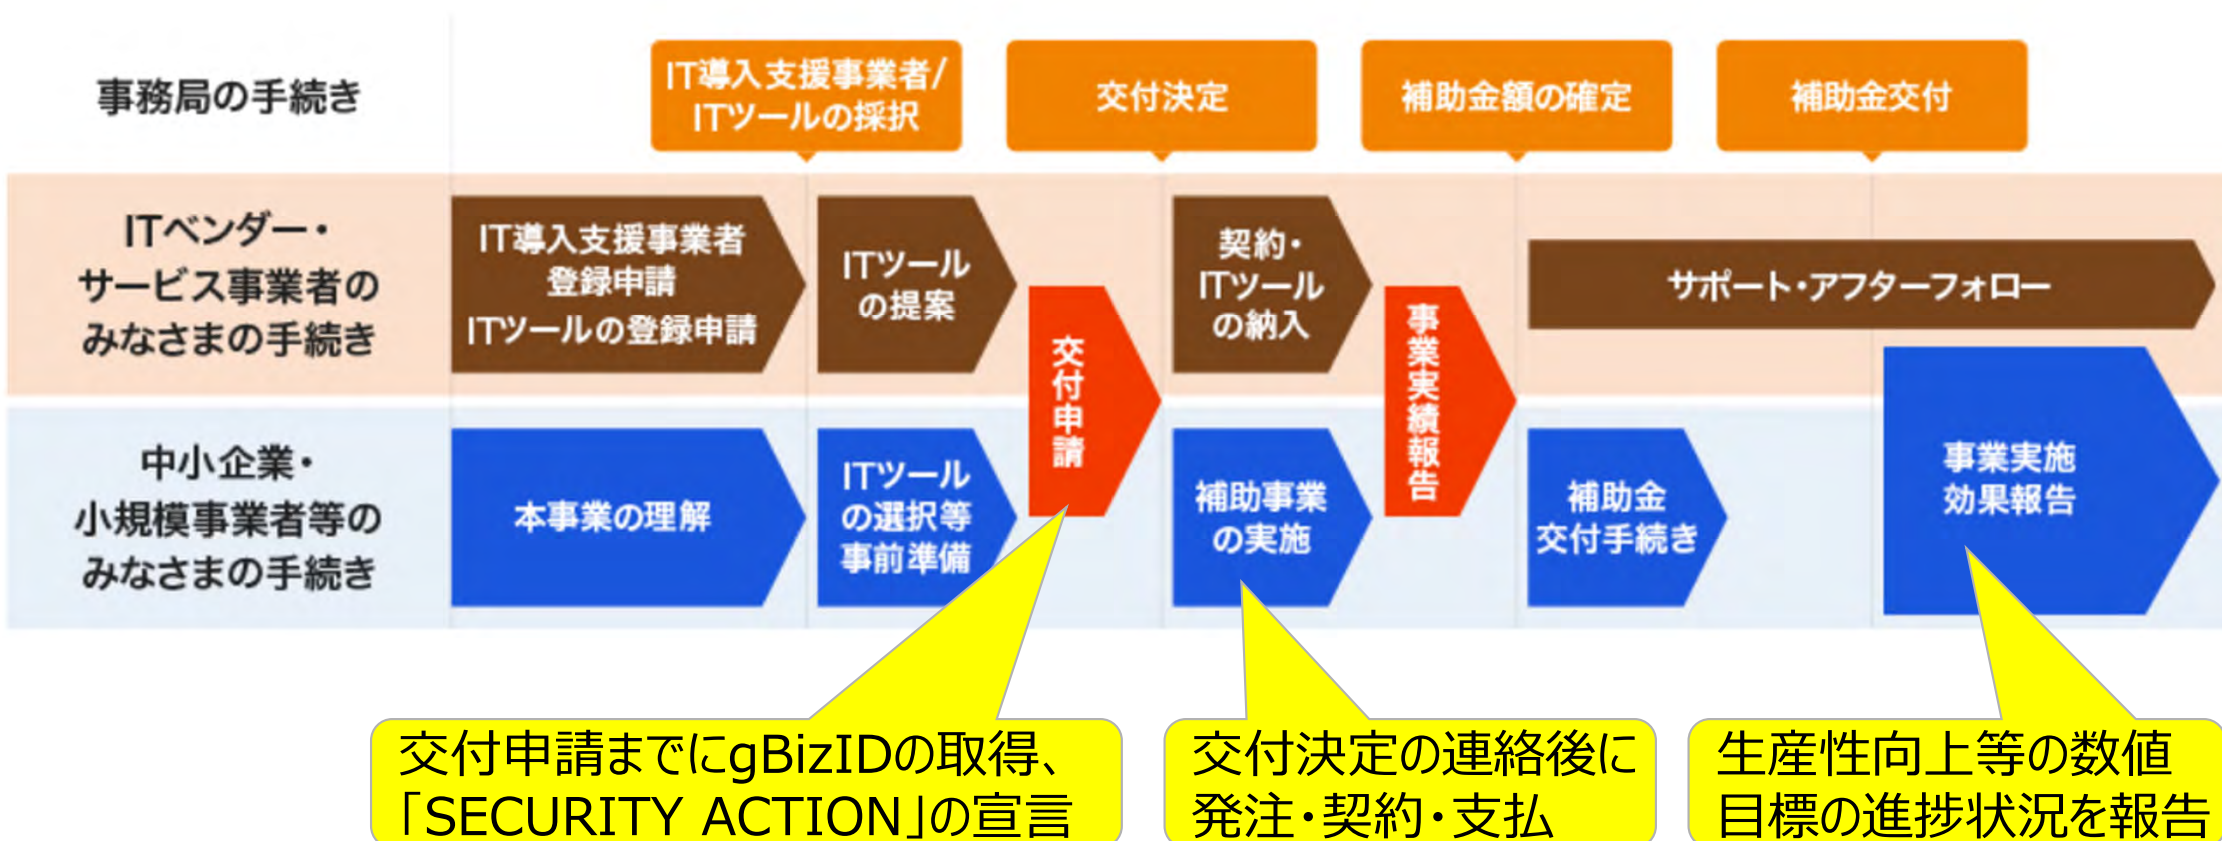 事務局の手続き
IT導入支援事業者/
ITツールの採択
交付決定
補助金額の確定
補助金交付
ITベンダー・
サービス事業者の
みなさまの手続き
IT導入支援事業者
登録申請
ITツールの登録申請
ITツール
の提案
交付申請
契約・
ITツール
の納入
事業実績報告
サポート・アフターフォロー
中小企業・
小規模事業者等の
みなさまの手続き
本事業の理解
ITツール
の選択等
事前準備
補助事業
の実施
補助金
交付手続き
事業実施
効果報告
交付申請までにgBizIDの取得、
「SECURITY ACTION」の宣言
交付決定の連絡後に
発注・契約・支払
生産性向上等の数値
目標の進捗状況を報告